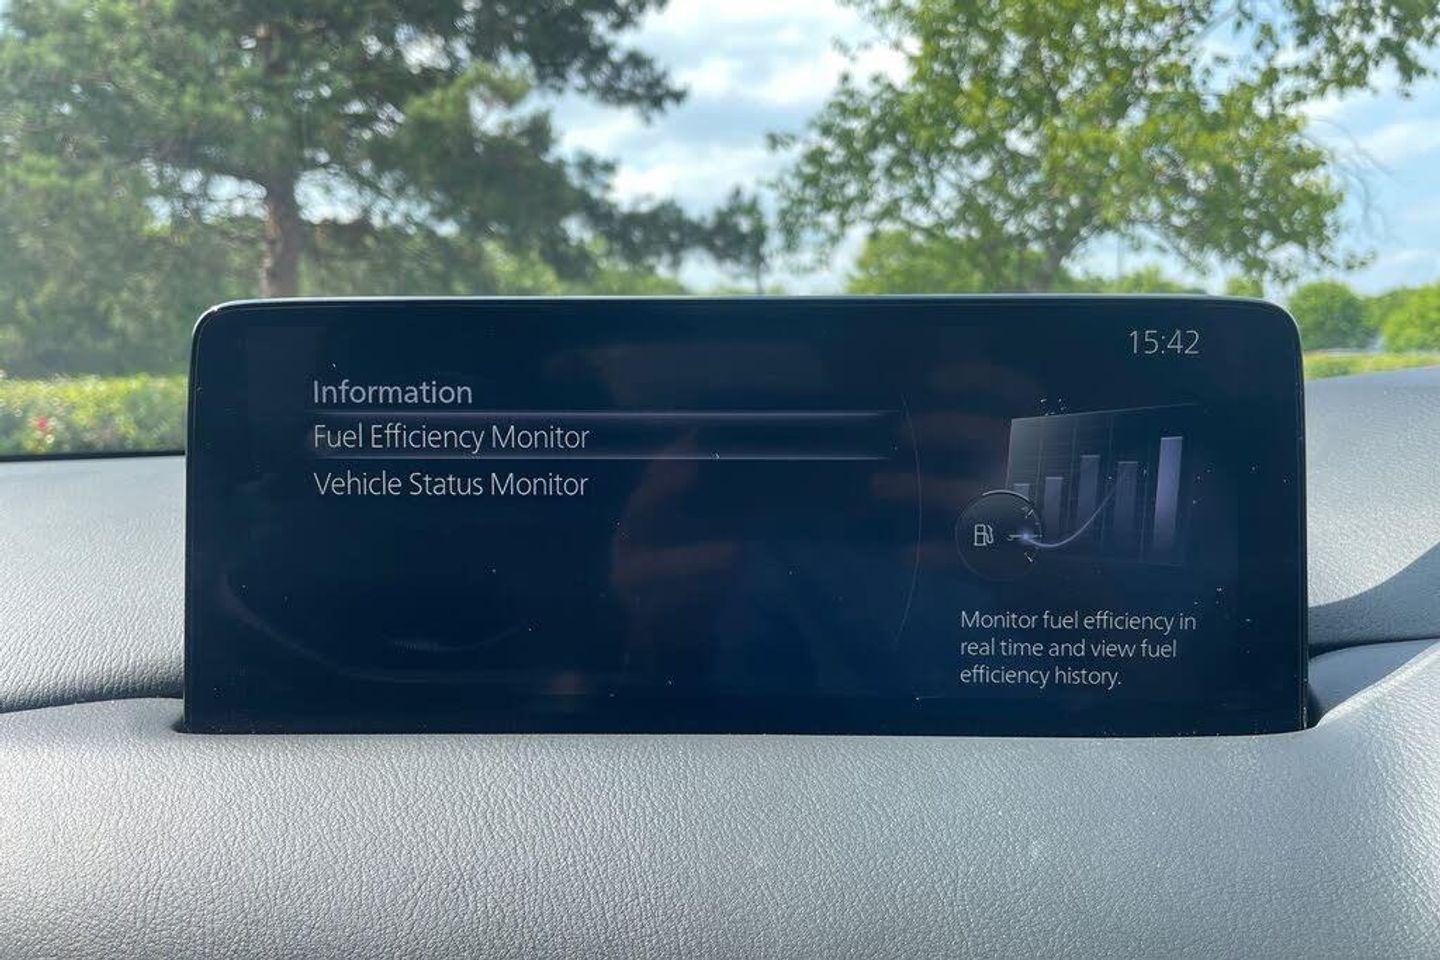 15:42
Information
Fuel Efficiency Monitor
Vehicle Status Monitor
Monitor fuel efficiency in
real time and view fuel
efficiency history.